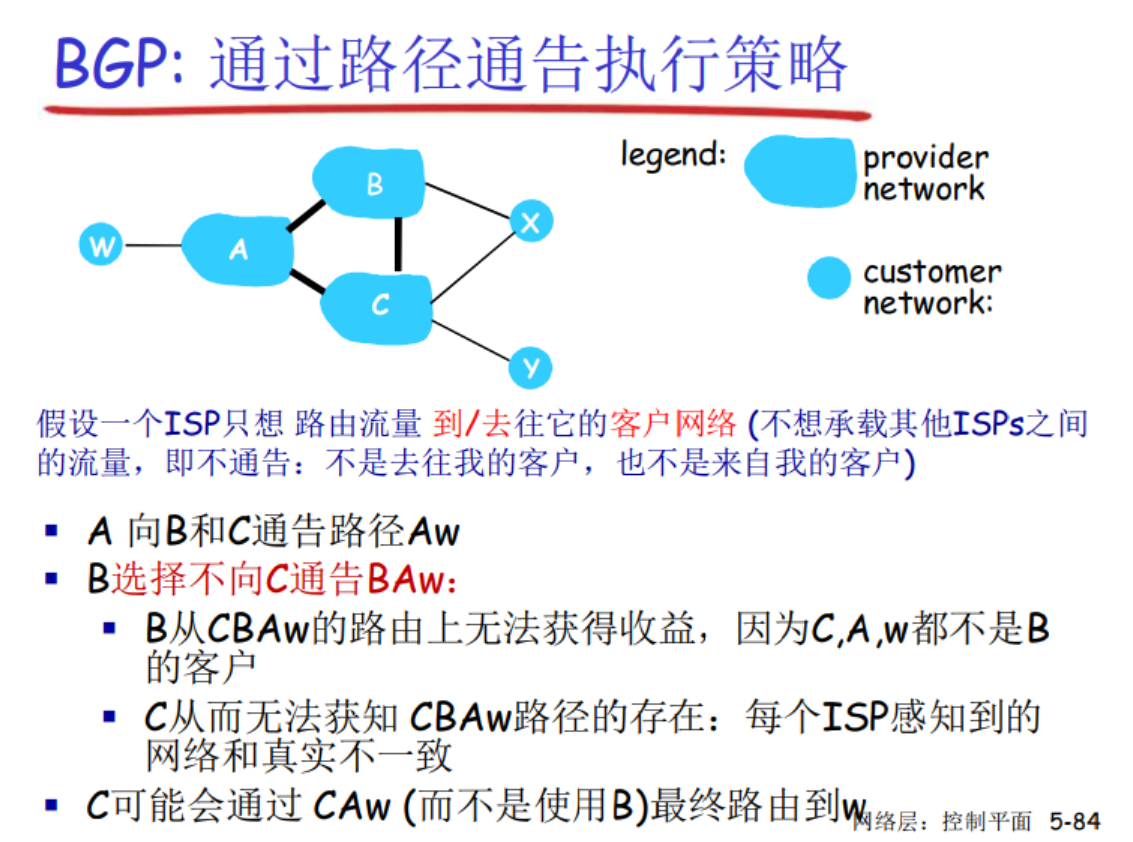 BGP: 通过路径通告执行策略
legend:
provider
network
B
X
W
A
customer
network:
C
Y
假设一个ISP只想 路由流量 到/去往它的客户网络 (不想承载其他ISPs之间
的流量，即不通告：不是去往我的客户，也不是来自我的客户)
▪ A 向B和C通告路径Aw
▪ B选择不向C通告BAw：
▪ B从CBAw的路由上无法获得收益，因为C,A,w都不是B
的客户
▪ C从而无法获知 CBAw路径的存在：每个ISP感知到的
网络和真实不一致
▪ C可能会通过 CAw (而不是使用B)最终路由到w
网络层：控制平面 5-84